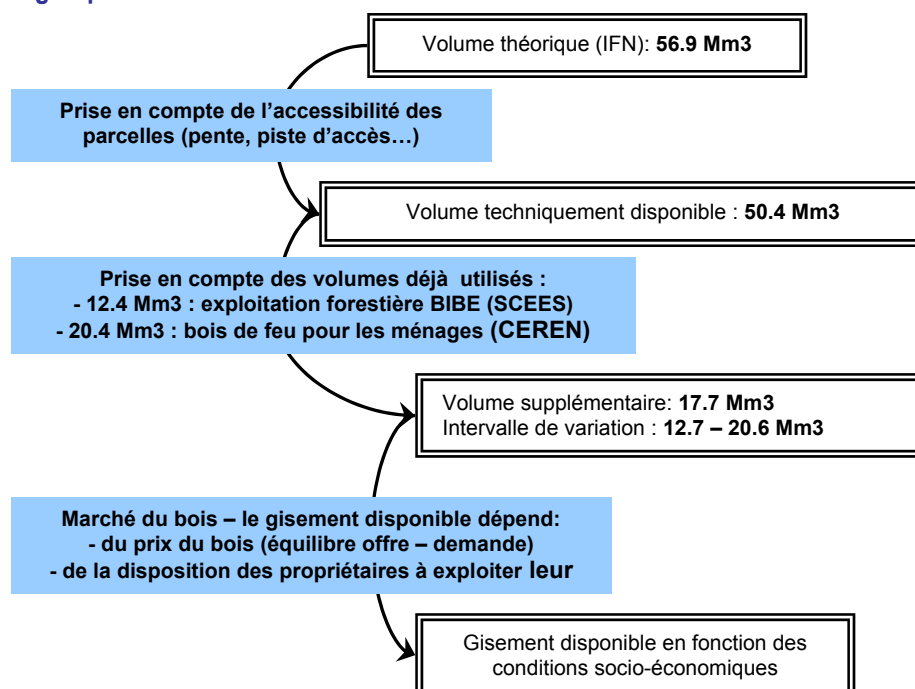 Volume théorique (IFN): 56.9 Mm3
Prise en compte de l'accessibilité des
parcelles (pente, piste d'accès…)
Volume techniquement disponible : 50.4 Mm3
Prise en compte des volumes déjà utilisés :
- 12.4 Mm3 : exploitation forestière BIBE (SCEES)
- 20.4 Mm3 : bois de feu pour les ménages (CEREN)
Volume supplémentaire: 17.7 Mm3
Intervalle de variation : 12.7 – 20.6 Mm3
Marché du bois – le gisement disponible dépend:
- du prix du bois (équilibre offre – demande)
- de la disposition des propriétaires à exploiter leur
Gisement disponible en fonction des
conditions socio-économiques